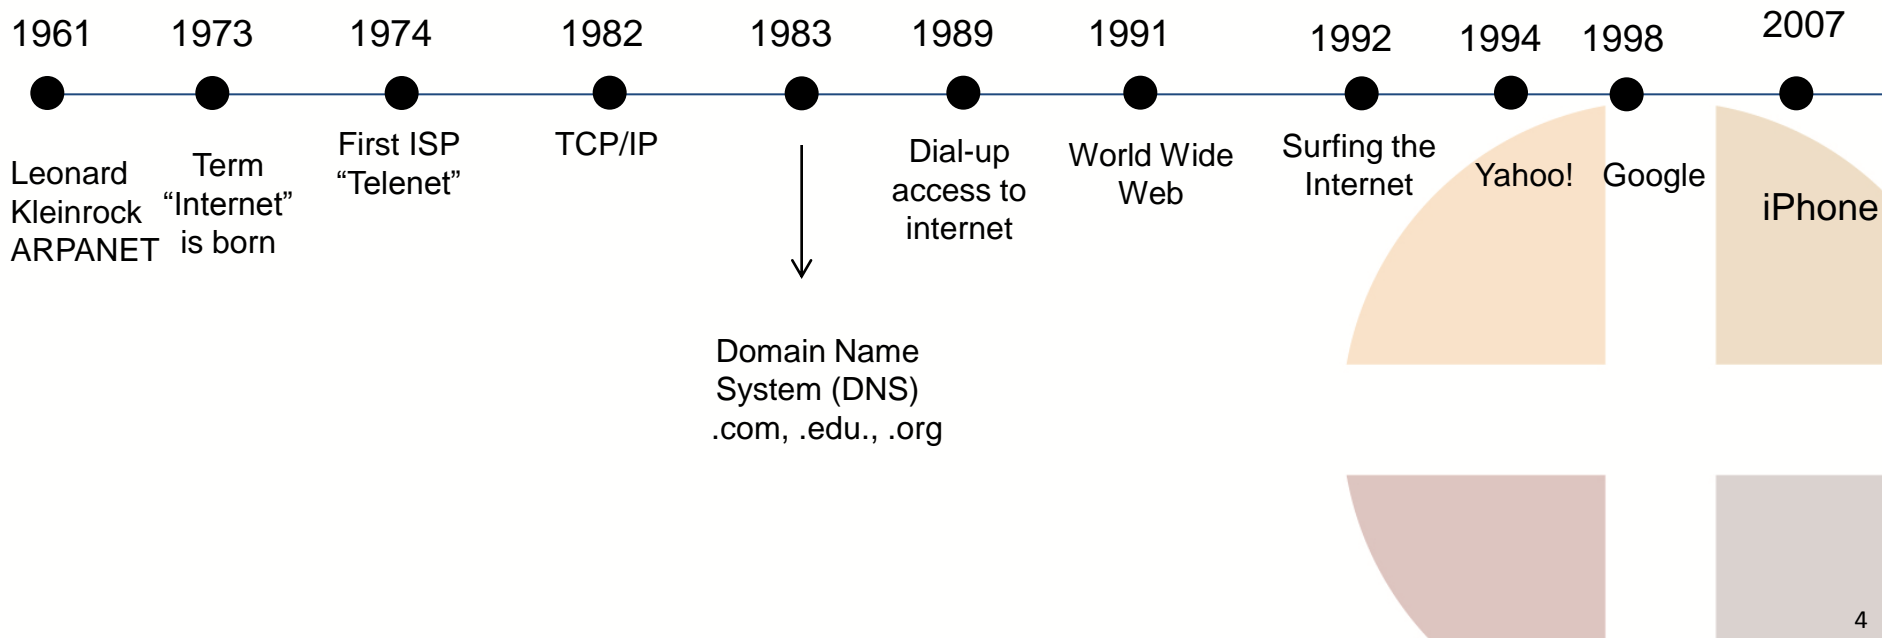 1961 1973 1974 1982 1983 1989 1991 1992 1994 1998 2007
Leonard
Kleinrock
ARPANET
Term
“Internet”
is born
First ISP
“Telenet”
TCP/IP
Domain Name
System (DNS)
.com, .edu., .org
Dial-up
access to
internet
World Wide
Web
Surfing the
Internet
Yahoo!
Google
iPhone
4